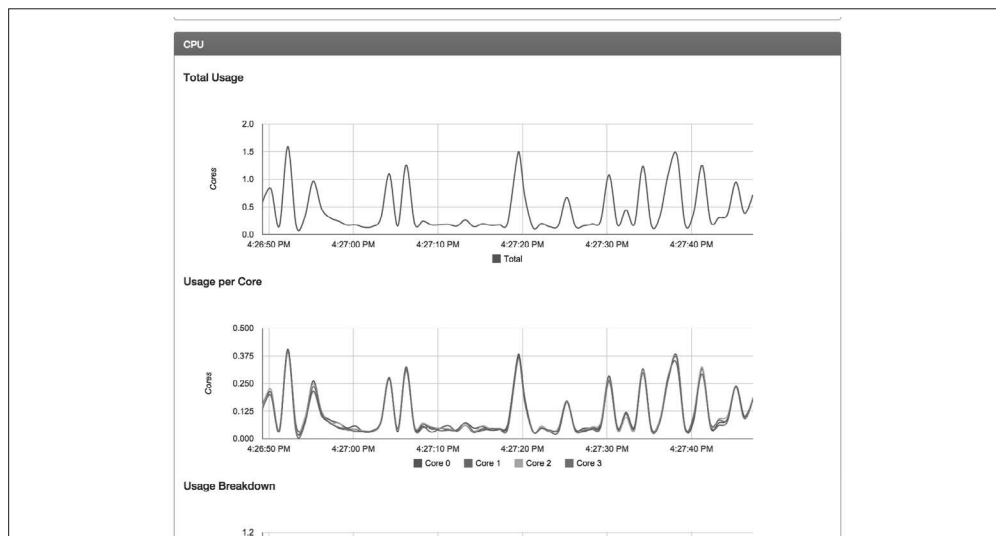 CPU
Total Usage
2.0
1.5
1.0
0.5
0.0
Cores
4:26:50 PM 4:27:00 PM 4:27:10 PM 4:27:20 PM 4:27:30 PM 4:27:40 PM
Total
Usage per Core
0.500
0.375
0.250
0.125
0.000
Cores
4:26:50 PM 4:27:00 PM 4:27:10 PM 4:27:20 PM 4:27:30 PM 4:27:40 PM
Core 0 Core 1 Core 2 Core 3
Usage Breakdown
1.2